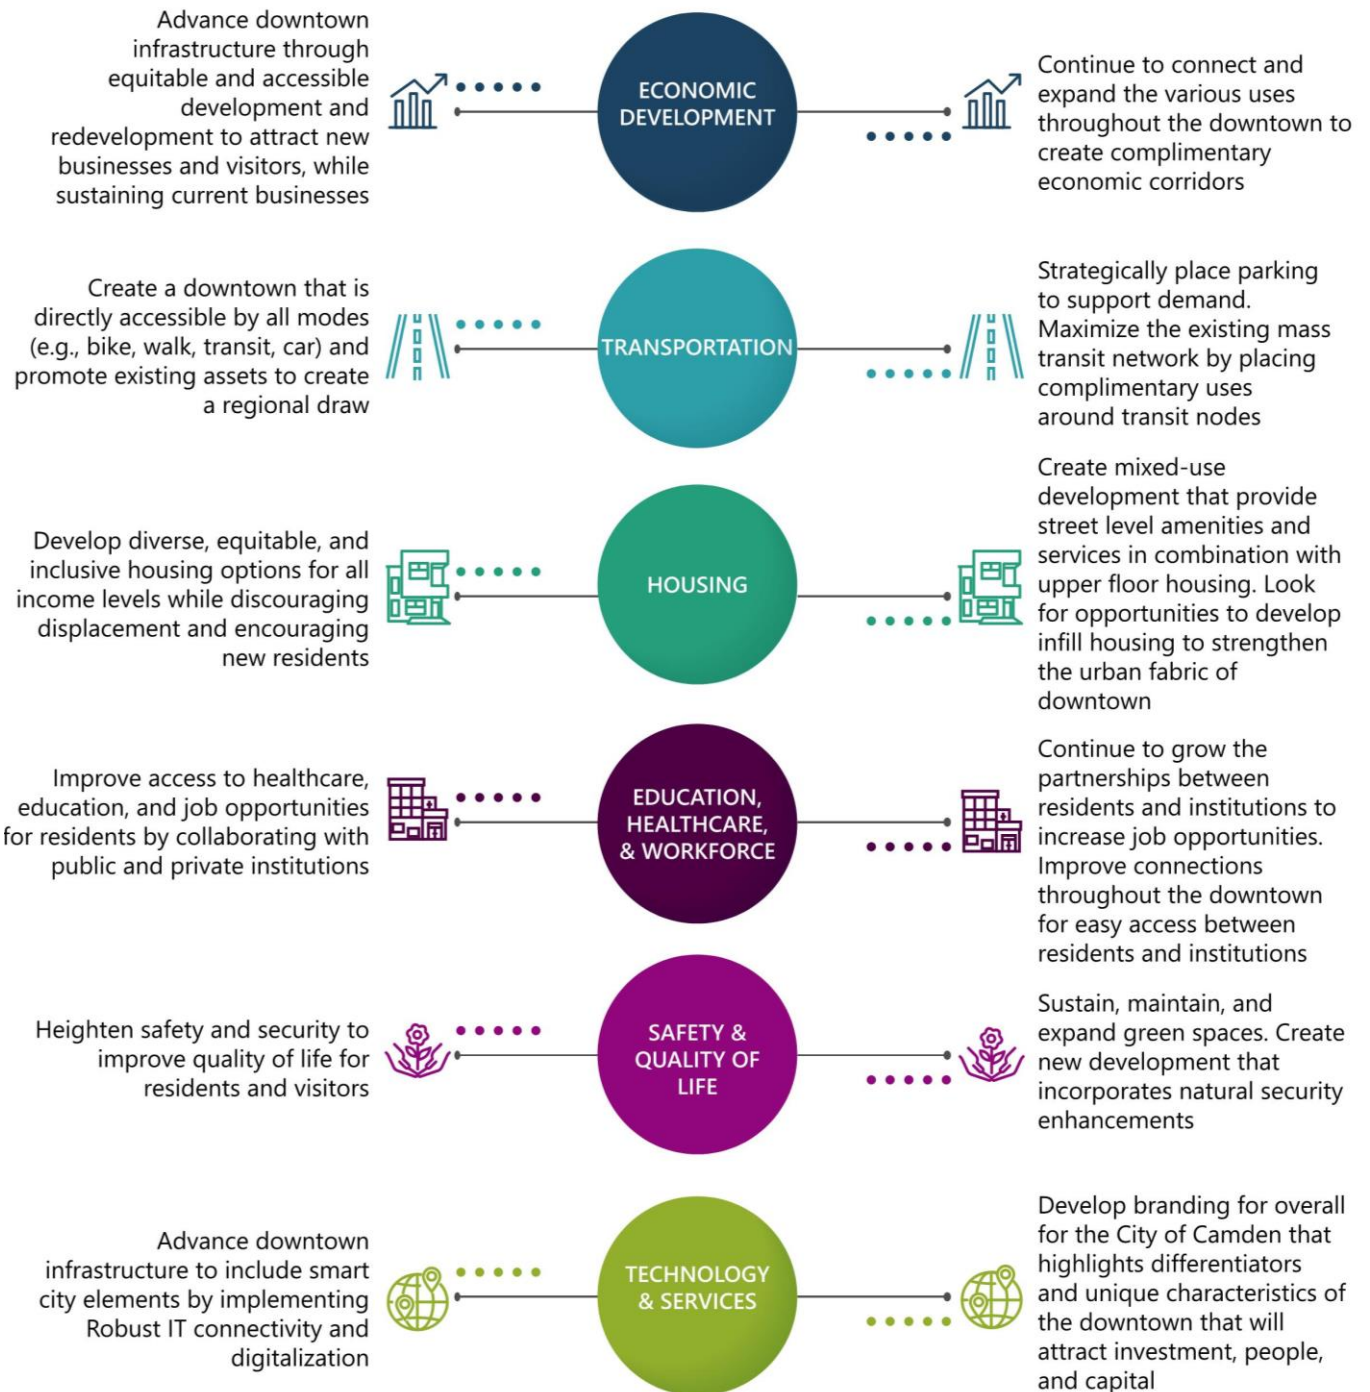 Advance downtown
infrastructure through
equitable and accessible
development and
redevelopment to attract new
businesses and visitors, while
sustaining current businesses
ECONOMIC
DEVELOPMENT
Continue to connect and
expand the various uses
throughout the downtown to
create complimentary
economic corridors
Create a downtown that is
directly accessible by all modes
(e.g., bike, walk, transit, car) and
promote existing assets to create
a regional draw
TRANSPORTATION
Strategically place parking
to support demand.
Maximize the existing mass
transit network by placing
complimentary uses
around transit nodes
Develop diverse, equitable, and
inclusive housing options for all
income levels while discouraging
displacement and encouraging
new residents
HOUSING
Create mixed-use
development that provide
street level amenities and
services in combination with
upper floor housing. Look
for opportunities to develop
infill housing to strengthen
the urban fabric of
downtown
Improve access to healthcare,
education, and job opportunities
for residents by collaborating with
public and private institutions
EDUCATION,
HEALTHCARE,
& WORKFORCE
Continue to grow the
partnerships between
residents and institutions to
increase job opportunities.
Improve connections
throughout the downtown
for easy access between
residents and institutions
Heighten safety and security to
improve quality of life for
residents and visitors
SAFETY &
QUALITY OF
LIFE
Sustain, maintain, and
expand green spaces. Create
new development that
incorporates natural security
enhancements
Advance downtown
infrastructure to include smart
city elements by implementing
Robust IT connectivity and
digitalization
TECHNOLOGY
& SERVICES
Develop branding for overall
for the City of Camden that
highlights differentiators
and unique characteristics of
the downtown that will
attract investment, people,
and capital